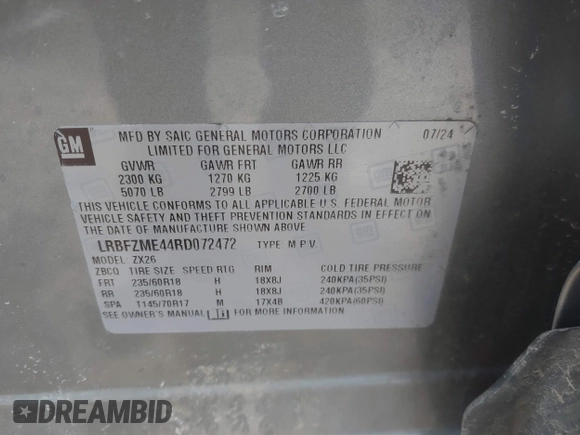 GM
MFD BY SAIC GENERAL MOTORS CORPORATION 07/24
LIMITED FOR GENERAL MOTORS LLC
GVWR GAWR FRT GAWR RR
2300 KG 1270 KG 1225 KG
5070 LB 2799 LB 2700 LB
THIS VEHICLE CONFORMS TO ALL APPLICABLE U.S. FEDERAL MOTOR
VEHICLE SAFETY AND THEFT PREVENTION STANDARDS IN EFFECT ON
THE DATE OF MANUFACTURE SHOWN ABOVE.
LRBFZME44RD072472 TYPE M P V
MODEL ZX26
ZBCQ TIRE SIZE SPEED RTG RIM COLD TIRE PRESSURE
FRT 235/60R18 H 18X8J 240KPA(35PSI)
RR 235/60R18 H 18X8J 240KPA(35PSI)
SPA T145/70R17 M 17X4B 420KPA(60PSI)
SEE OWNER'S MANUAL i FOR MORE INFORMATION
DREAMBID